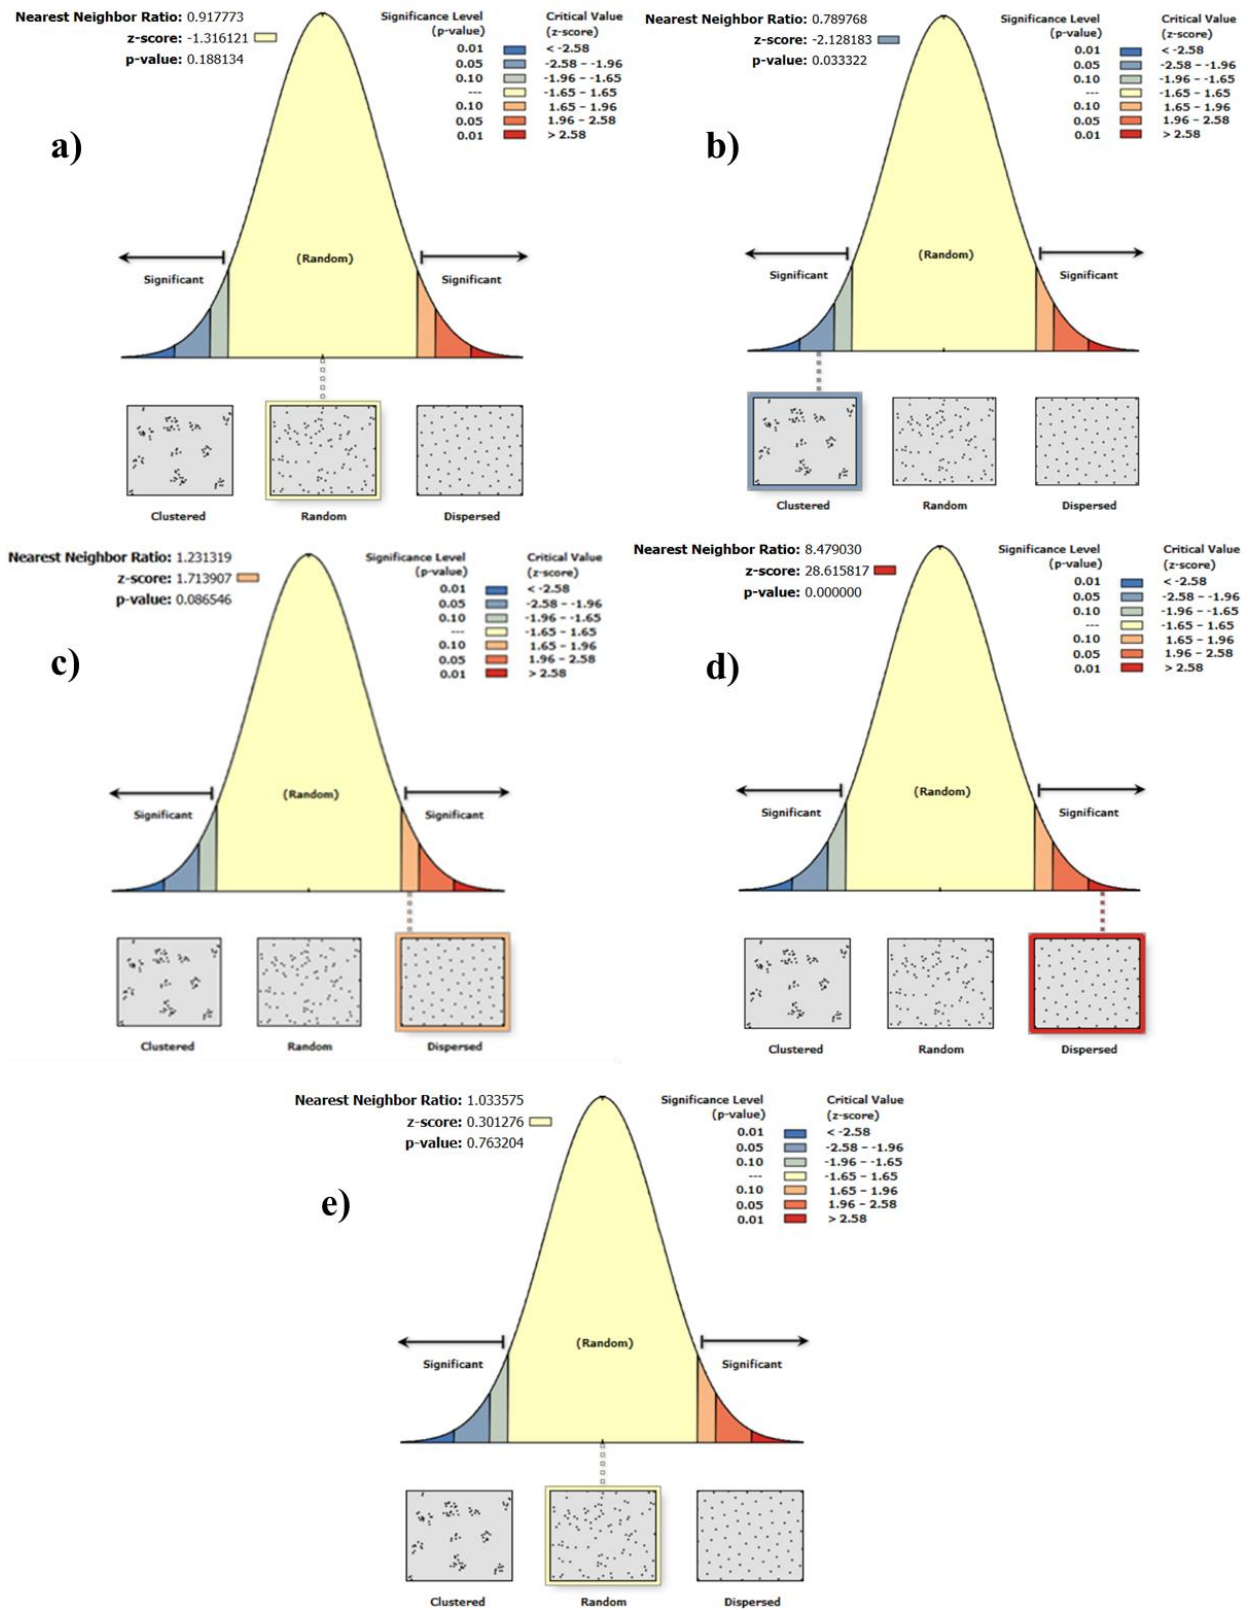 Nearest Neighbor Ratio: 0.917773
z-score: -1.316121
p-value: 0.188134
Significance Level (p-value)
Critical Value (z-score)
0.01 < -2.58
0.05 -2.58 – -1.96
0.10 -1.96 – -1.65
--- -1.65 – 1.65
0.10 1.65 – 1.96
0.05 1.96 – 2.58
0.01 > 2.58
a)
(Random)
Significant
Significant
Clustered
Random
Dispersed
Nearest Neighbor Ratio: 0.789768
z-score: -2.128183
p-value: 0.033322
Significance Level (p-value)
Critical Value (z-score)
0.01 < -2.58
0.05 -2.58 – -1.96
0.10 -1.96 – -1.65
--- -1.65 – 1.65
0.10 1.65 – 1.96
0.05 1.96 – 2.58
0.01 > 2.58
b)
(Random)
Significant
Significant
Clustered
Random
Dispersed
Nearest Neighbor Ratio: 1.231319
z-score: 1.713907
p-value: 0.086546
Significance Level (p-value)
Critical Value (z-score)
0.01 < -2.58
0.05 -2.58 – -1.96
0.10 -1.96 – -1.65
--- -1.65 – 1.65
0.10 1.65 – 1.96
0.05 1.96 – 2.58
0.01 > 2.58
c)
(Random)
Significant
Significant
Clustered
Random
Dispersed
Nearest Neighbor Ratio: 8.479030
z-score: 28.615817
p-value: 0.000000
Significance Level (p-value)
Critical Value (z-score)
0.01 < -2.58
0.05 -2.58 – -1.96
0.10 -1.96 – -1.65
--- -1.65 – 1.65
0.10 1.65 – 1.96
0.05 1.96 – 2.58
0.01 > 2.58
d)
(Random)
Significant
Significant
Clustered
Random
Dispersed
Nearest Neighbor Ratio: 1.033575
z-score: 0.301276
p-value: 0.763204
Significance Level (p-value)
Critical Value (z-score)
0.01 < -2.58
0.05 -2.58 – -1.96
0.10 -1.96 – -1.65
--- -1.65 – 1.65
0.10 1.65 – 1.96
0.05 1.96 – 2.58
0.01 > 2.58
e)
(Random)
Significant
Significant
Clustered
Random
Dispersed